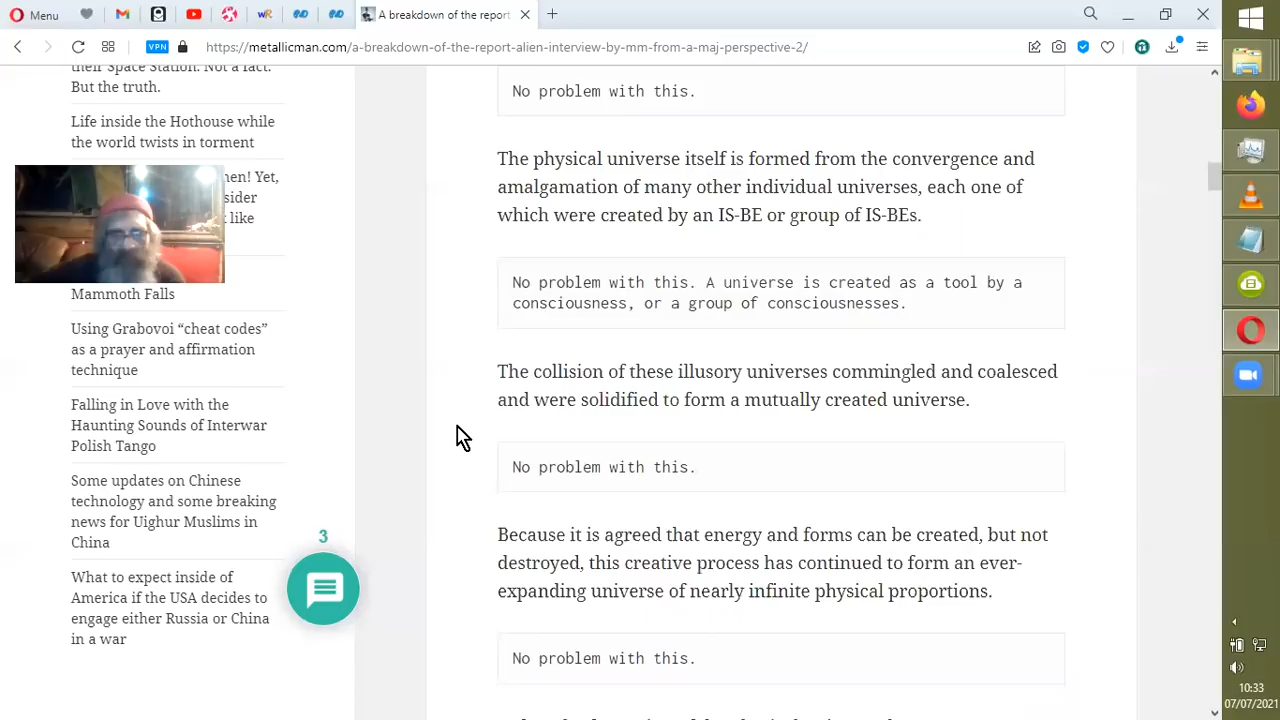 Menu
A breakdown of the report
VPN
https://metallicman.com/a-breakdown-of-the-report-alien-interview-by-mm-from-a-maj-perspective-2/
their Space Station. Not a fact.
But the truth.
Life inside the Hothouse while
the world twists in torment
hen! Yet,
sider
like
Mammoth Falls
Using Grabovoi “cheat codes”
as a prayer and affirmation
technique
Falling in Love with the
Haunting Sounds of Interwar
Polish Tango
Some updates on Chinese
technology and some breaking
news for Uighur Muslims in
China
What to expect inside of
America if the USA decides to
engage either Russia or China
in a war
3
No problem with this.
The physical universe itself is formed from the convergence and
amalgamation of many other individual universes, each one of
which were created by an IS-BE or group of IS-BEs.
No problem with this. A universe is created as a tool by a
consciousness, or a group of consciousnesses.
The collision of these illusory universes commingled and coalesced
and were solidified to form a mutually created universe.
No problem with this.
Because it is agreed that energy and forms can be created, but not
destroyed, this creative process has continued to form an ever-
expanding universe of nearly infinite physical proportions.
No problem with this.
10:33
07/07/2021